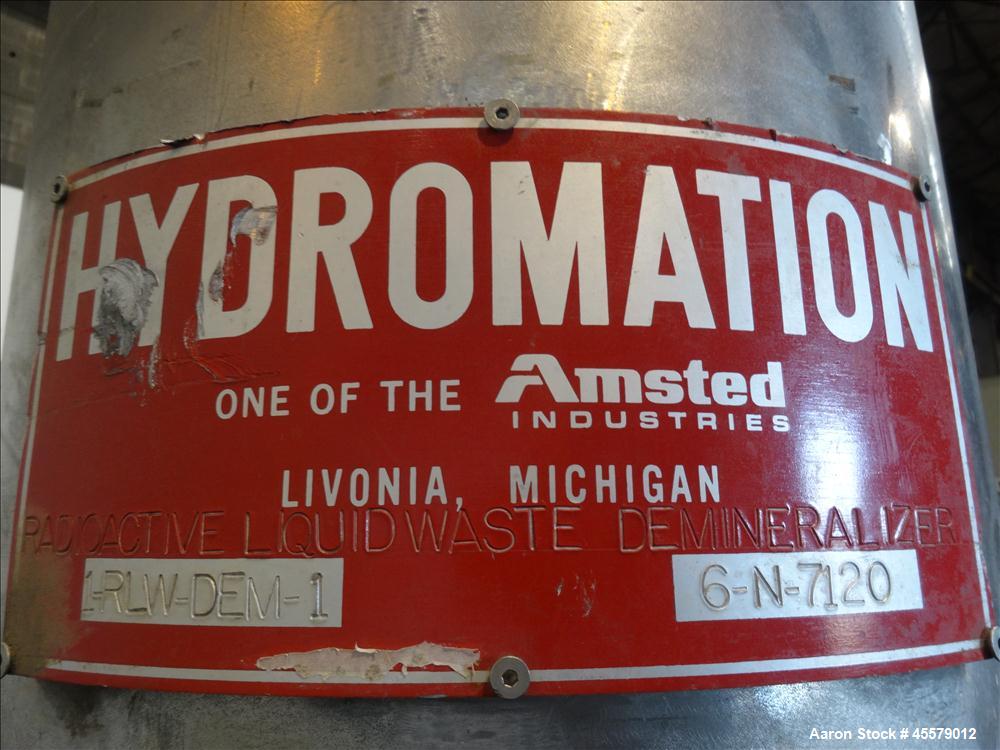 HYDROMATION
ONE OF THE Amsted
INDUSTRIES
LIVONIA, MICHIGAN
RADIOACTIVE LIQUID WASTE DEMINERALIZER
1-RLW-DEM-1 6-N-7120
Aaron Stock # 45579012